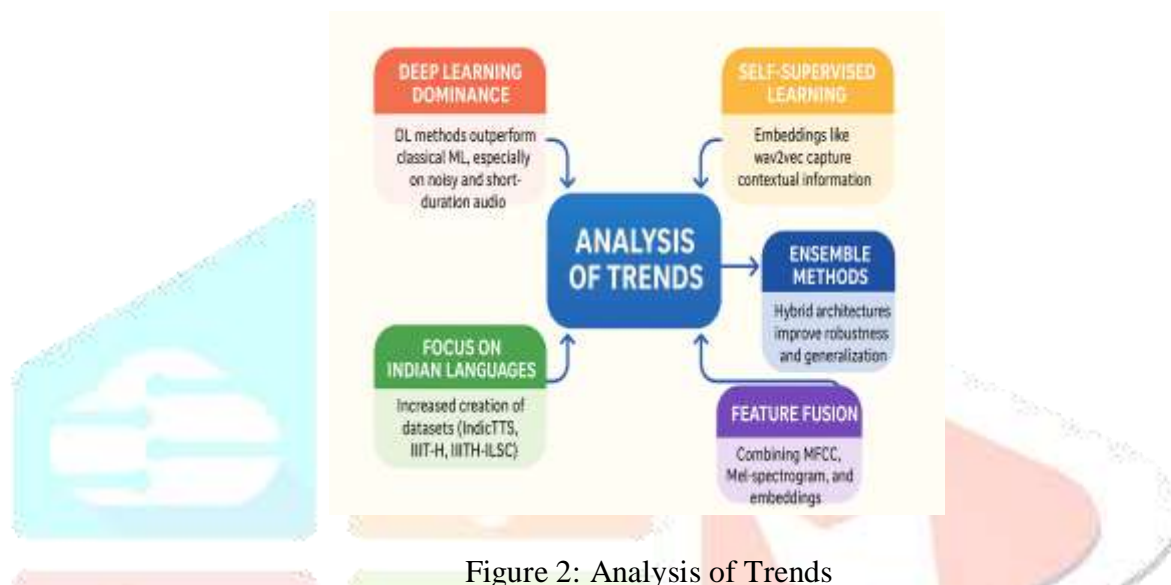 DEEP LEARNING
DOMINANCE
DL methods outperform
classical ML, especially
on noisy and short-
duration audio
SELF-SUPERVISED
LEARNING
Embeddings like
wav2vec capture
contextual information
ANALYSIS
OF TRENDS
ENSEMBLE
METHODS
Hybrid architectures
improve robustness
and generalization
FOCUS ON
INDIAN LANGUAGES
Increased creation of
datasets (IndicTTS,
IIIT-H, IIITH-ILSC)
FEATURE FUSION
Combining MFCC,
Mel-spectrogram, and
embeddings
Figure 2: Analysis of Trends